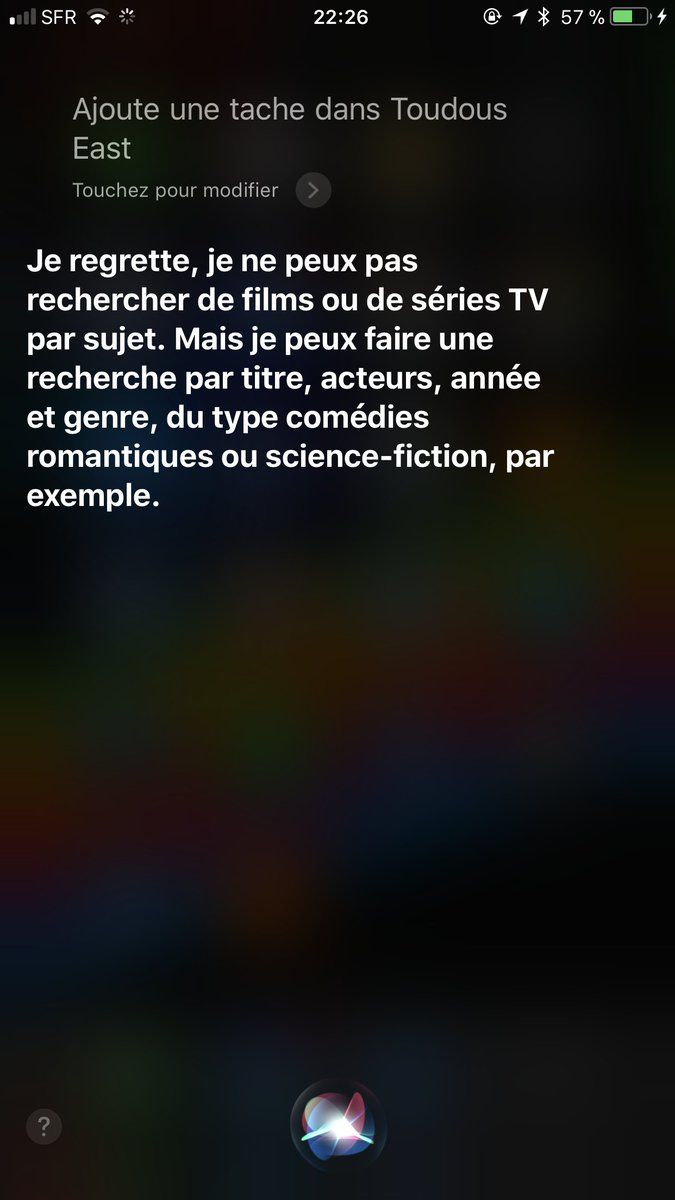 SFR 22:26 57 %
Ajoute une tache dans Toudous
East
Touchez pour modifier
Je regrette, je ne peux pas
rechercher de films ou de séries TV
par sujet. Mais je peux faire une
recherche par titre, acteurs, année
et genre, du type comédies
romantiques ou science-fiction, par
exemple.
?